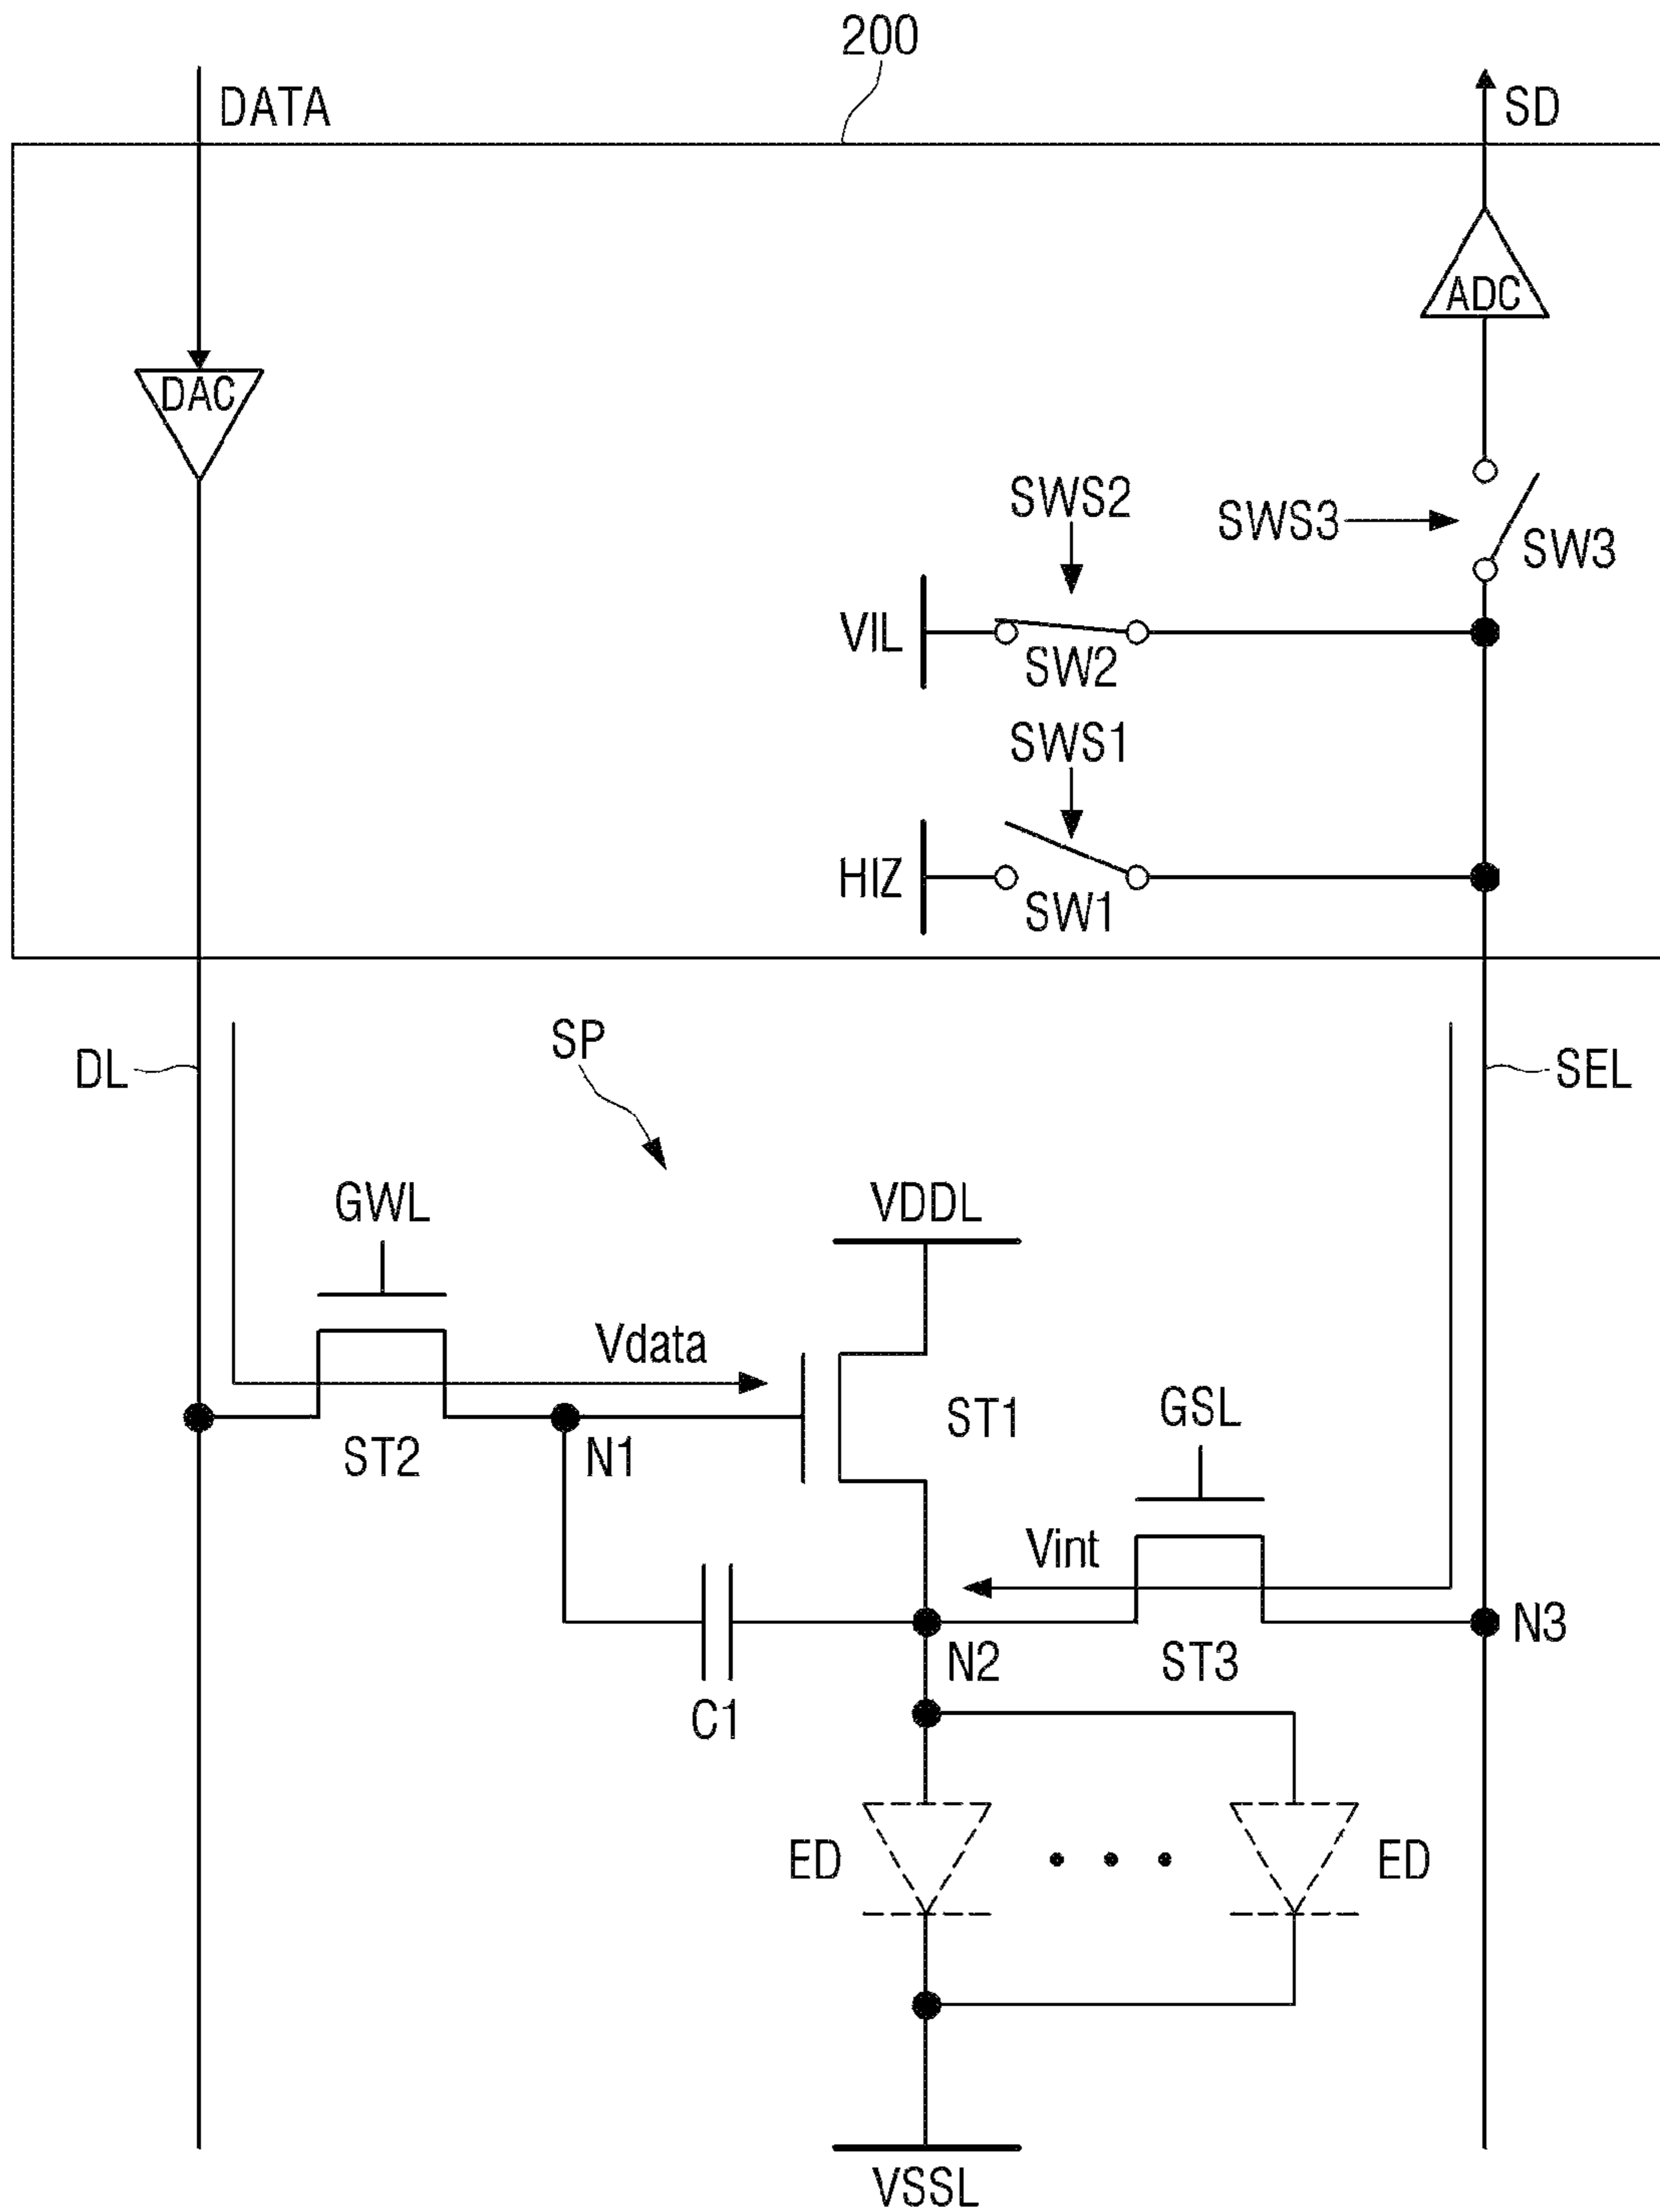 200
DATA
SD
ADC
DAC
SWS2
SWS3
SW3
VIL
SW2
SWS1
HIZ
SW1
SP
DL
SEL
GWL
VDDL
Vdata
ST1
GSL
ST2
N1
Vint
N2
ST3
N3
C1
ED
ED
VSSL